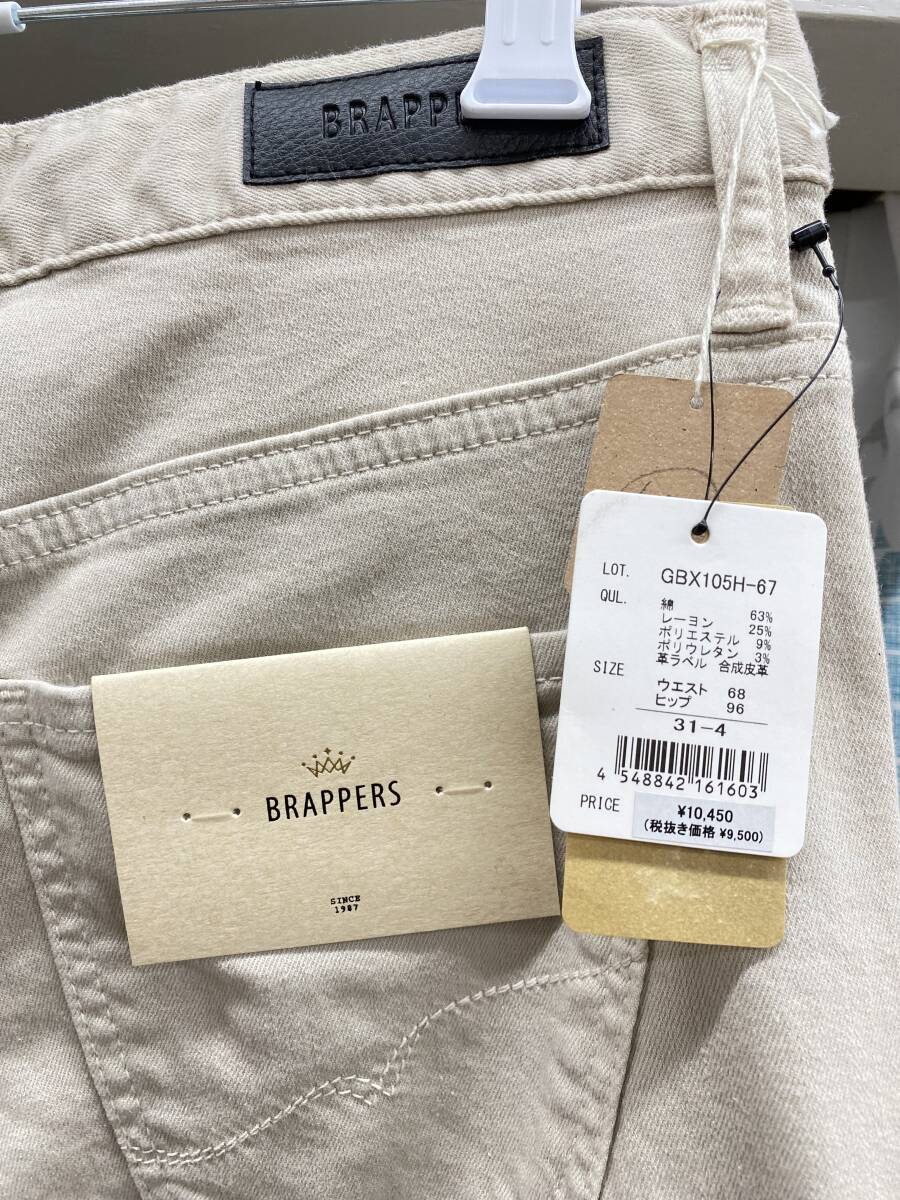 BRAPP
LOT. GBX105H-67
QUL. 綿 63%
レーヨン 25%
ポリエステル 9%
ポリウレタン 3%
革ラベル 合成皮革
SIZE
ウエスト 68
ヒップ 96
31-4
4 548842 161603
PRICE ¥10,450
(税抜き価格 ¥9,500)
BRAPPERS
SINCE
1987